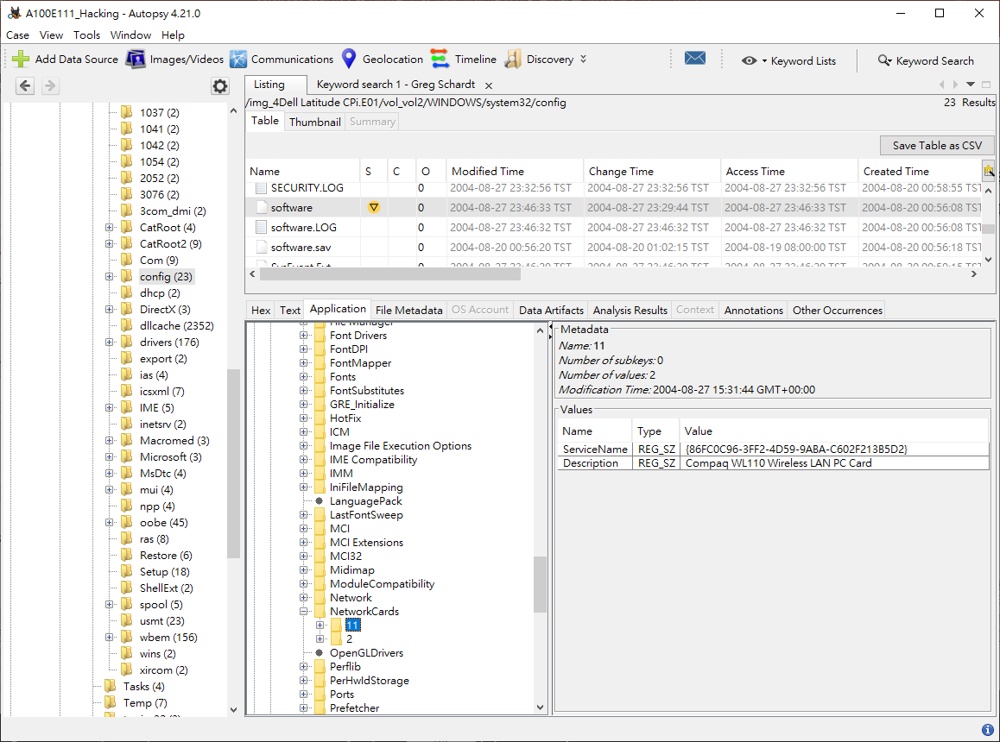 A100E111_Hacking - Autopsy 4.21.0
Case View Tools Window Help
Add Data Source Images/Videos Communications Geolocation Timeline Discovery Keyword Lists Keyword Search
1037 (2)
1041 (2)
1042 (2)
1054 (2)
2052 (2)
3076 (2)
3com_dmi (2)
CatRoot (4)
CatRoot2 (9)
Com (9)
config (23)
dhcp (2)
DirectX (3)
dllcache (2352)
drivers (176)
export (2)
ias (4)
icsxml (7)
IME (5)
inetsrv (2)
Macromed (3)
Microsoft (3)
MsDtc (4)
mui (4)
npp (4)
oobe (45)
ras (8)
Restore (6)
Setup (18)
ShellExt (2)
spool (5)
usmt (23)
wbem (156)
wins (2)
xircom (2)
Tasks (4)
Temp (7)
Listing Keyword search 1 - Greg Schardt
/img_4Dell Latitude CPi.E01/vol_vol2/WINDOWS/system32/config 23 Results
Table Thumbnail Summary
Save Table as CSV
Name S C O Modified Time Change Time Access Time Created Time
SECURITY.LOG 0 2004-08-27 23:32:56 TST 2004-08-27 23:32:56 TST 2004-08-27 23:32:56 TST 2004-08-20 00:58:55 TST
software 0 2004-08-27 23:46:33 TST 2004-08-27 23:29:44 TST 2004-08-27 23:46:33 TST 2004-08-20 00:56:08 TST
software.LOG 0 2004-08-27 23:46:32 TST 2004-08-27 23:46:32 TST 2004-08-27 23:46:32 TST 2004-08-20 00:56:08 TST
software.sav 0 2004-08-20 00:56:20 TST 2004-08-20 01:02:15 TST 2004-08-19 08:00:00 TST 2004-08-20 00:56:18 TST
Hex Text Application File Metadata OS Account Data Artifacts Analysis Results Context Annotations Other Occurrences
File Manager
Font Drivers
FontDPI
FontMapper
Fonts
FontSubstitutes
GRE_Initialize
HotFix
ICM
Image File Execution Options
IME Compatibility
IMM
IniFileMapping
LanguagePack
LastFontSweep
MCI
MCI Extensions
MCI32
Midimap
ModuleCompatibility
Network
NetworkCards
11
2
OpenGLDrivers
Perflib
PerHwIdStorage
Ports
Prefetcher
Metadata
Name: 11
Number of subkeys: 0
Number of values: 2
Modification Time: 2004-08-27 15:31:44 GMT+00:00
Values
Name Type Value
ServiceName REG_SZ {86FC0C96-3FF2-4D59-9ABA-C602F213B5D2}
Description REG_SZ Compaq WL110 Wireless LAN PC Card